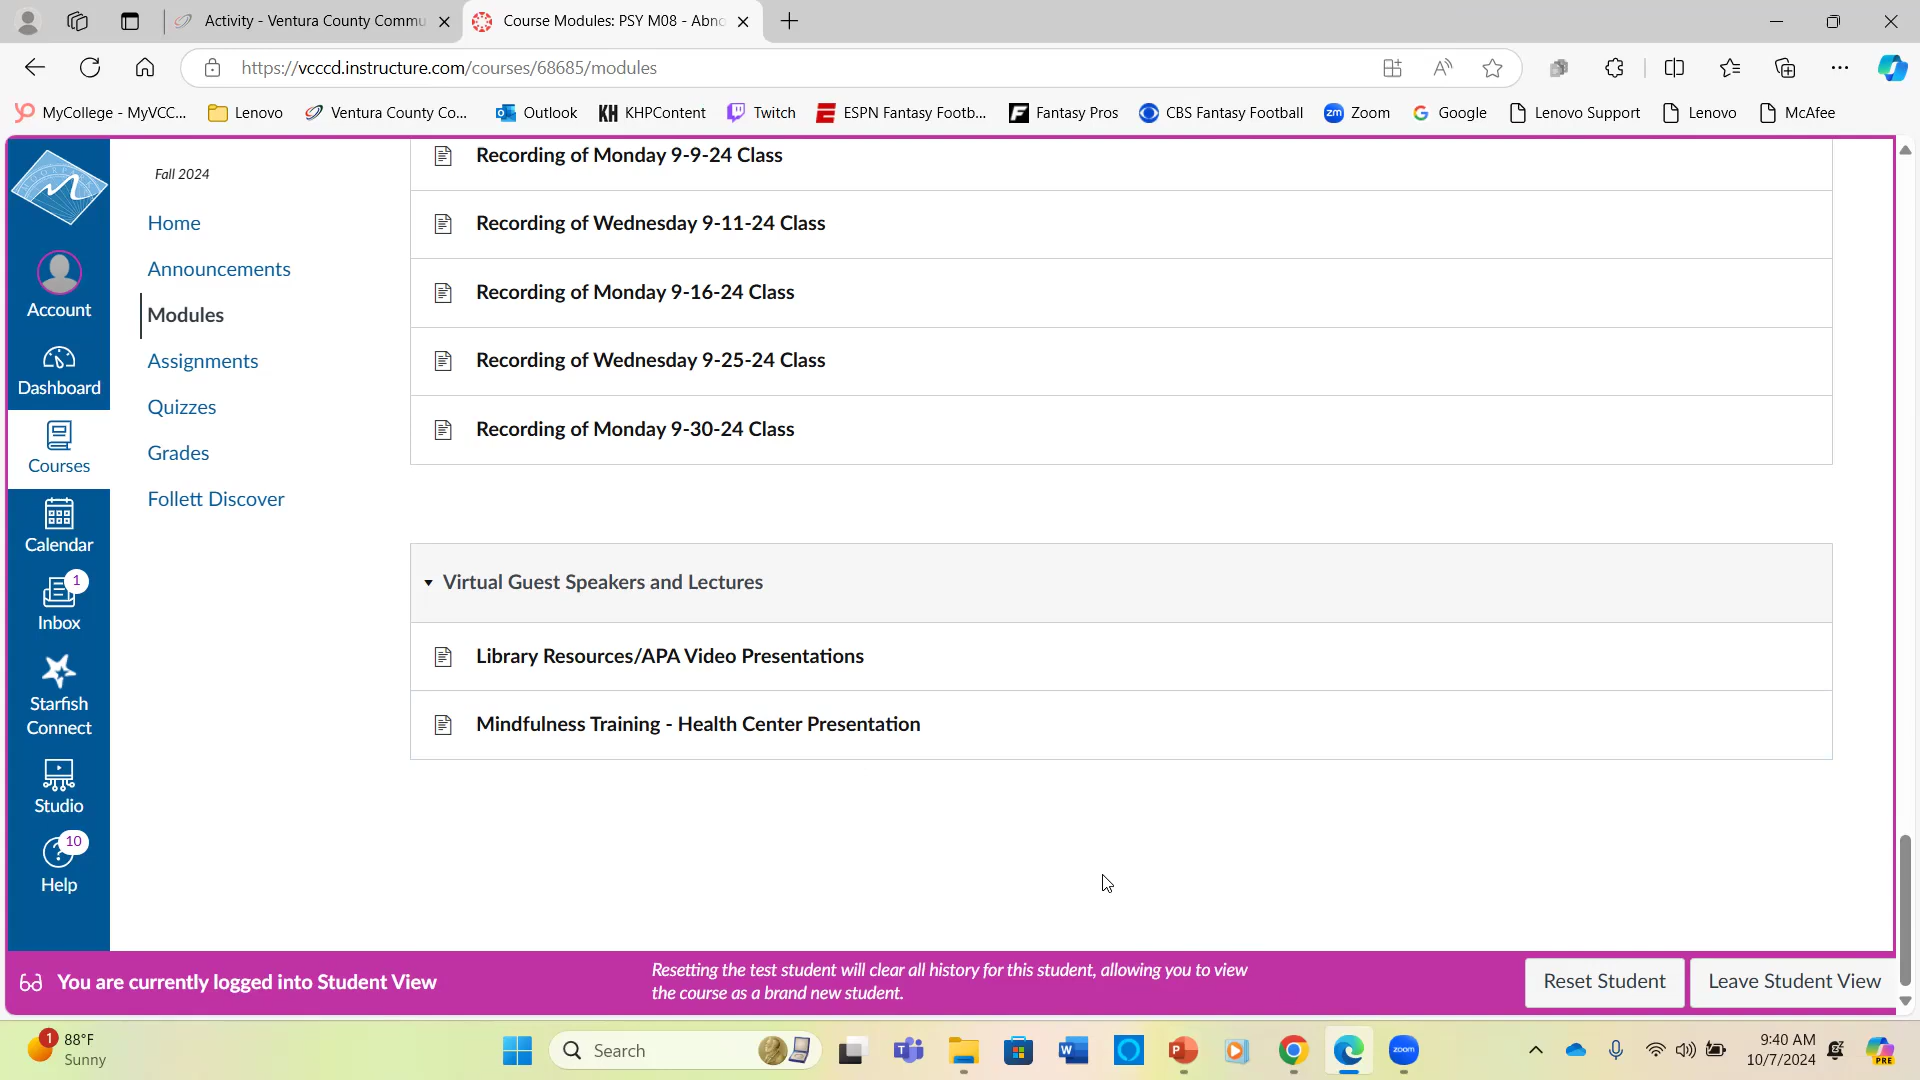 Activity - Ventura County Commu
Course Modules: PSY M08 - Abno
https://vcccd.instructure.com/courses/68685/modules
MyCollege - MyVCC...
Lenovo
Ventura County Co...
Outlook
KHPContent
Twitch
ESPN Fantasy Footb...
Fantasy Pros
CBS Fantasy Football
Zoom
Google
Lenovo Support
Lenovo
McAfee
Account
Dashboard
Courses
Calendar
1
Inbox
Starfish
Connect
Studio
10
Help
Fall 2024
Home
Announcements
Modules
Assignments
Quizzes
Grades
Follett Discover
Recording of Monday 9-9-24 Class
Recording of Wednesday 9-11-24 Class
Recording of Monday 9-16-24 Class
Recording of Wednesday 9-25-24 Class
Recording of Monday 9-30-24 Class
Virtual Guest Speakers and Lectures
Library Resources/APA Video Presentations
Mindfulness Training - Health Center Presentation
You are currently logged into Student View
Resetting the test student will clear all history for this student, allowing you to view
the course as a brand new student.
Reset Student
Leave Student View
1
88°F
Sunny
Search
zoom
9:40 AM
10/7/2024
PRE